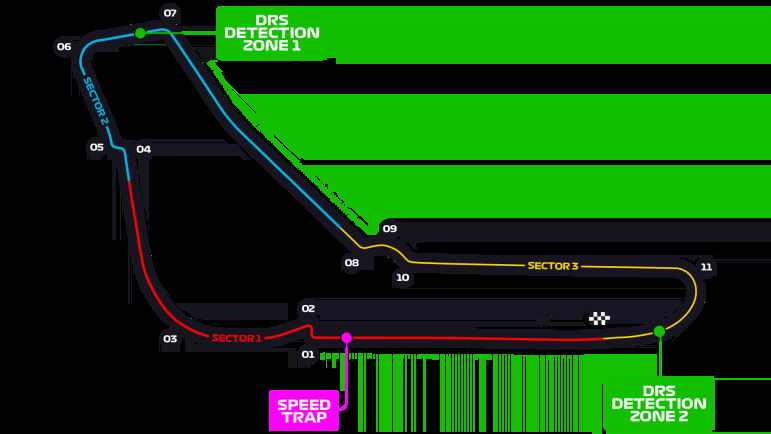 07
DRS
DETECTION
ZONE 1
06
SECTOR 2
05
04
09
08
10
SECTOR 3
11
02
03
SECTOR 1
01
SPEED
TRAP
DRS
DETECTION
ZONE 2